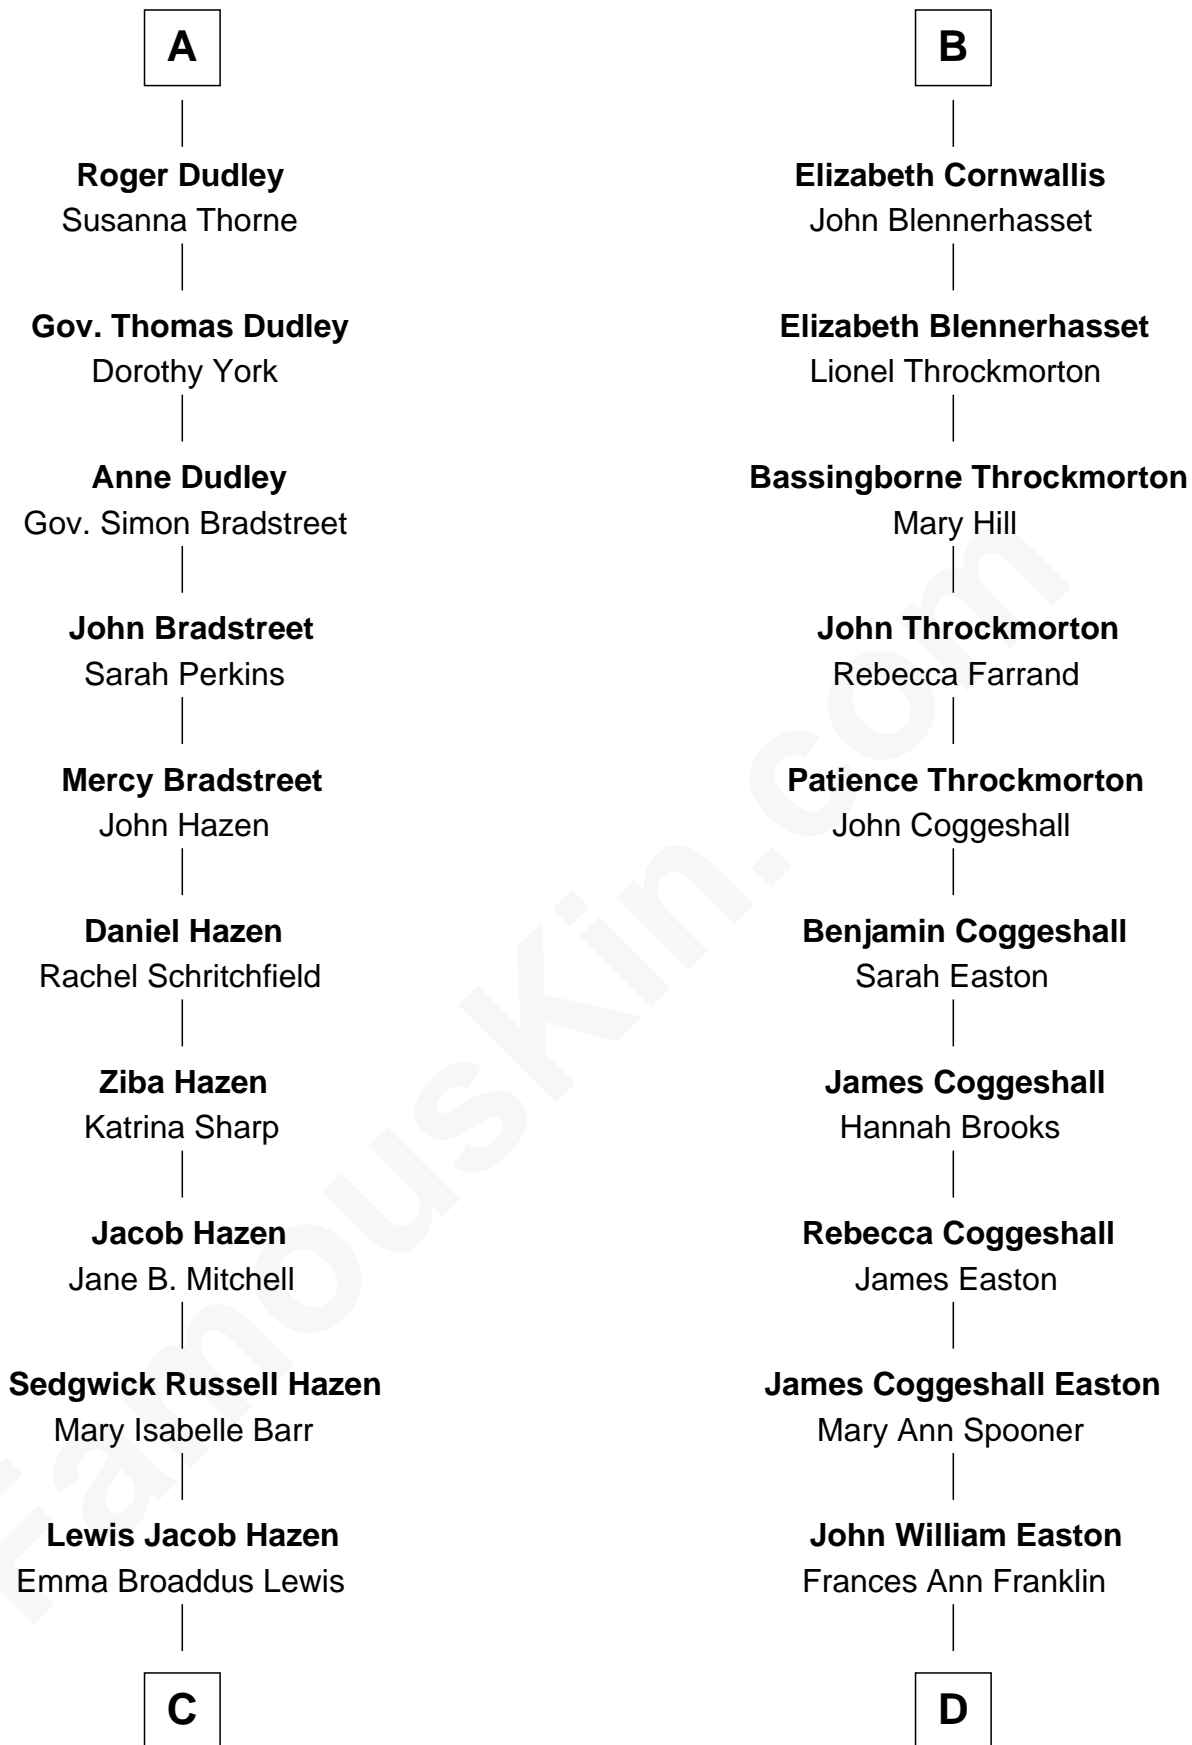 A
Roger Dudley
Susanna Thorne
Gov. Thomas Dudley
Dorothy York
Anne Dudley
Gov. Simon Bradstreet
John Bradstreet
Sarah Perkins
Mercy Bradstreet
John Hazen
Daniel Hazen
Rachel Schritchfield
Ziba Hazen
Katrina Sharp
Jacob Hazen
Jane B. Mitchell
Sedgwick Russell Hazen
Mary Isabelle Barr
Lewis Jacob Hazen
Emma Broaddus Lewis
C
B
Elizabeth Cornwallis
John Blennerhasset
Elizabeth Blennerhasset
Lionel Throckmorton
Bassingborne Throckmorton
Mary Hill
John Throckmorton
Rebecca Farrand
Patience Throckmorton
John Coggeshall
Benjamin Coggeshall
Sarah Easton
James Coggeshall
Hannah Brooks
Rebecca Coggeshall
James Easton
James Coggeshall Easton
Mary Ann Spooner
John William Easton
Frances Ann Franklin
D
FamousKin.com